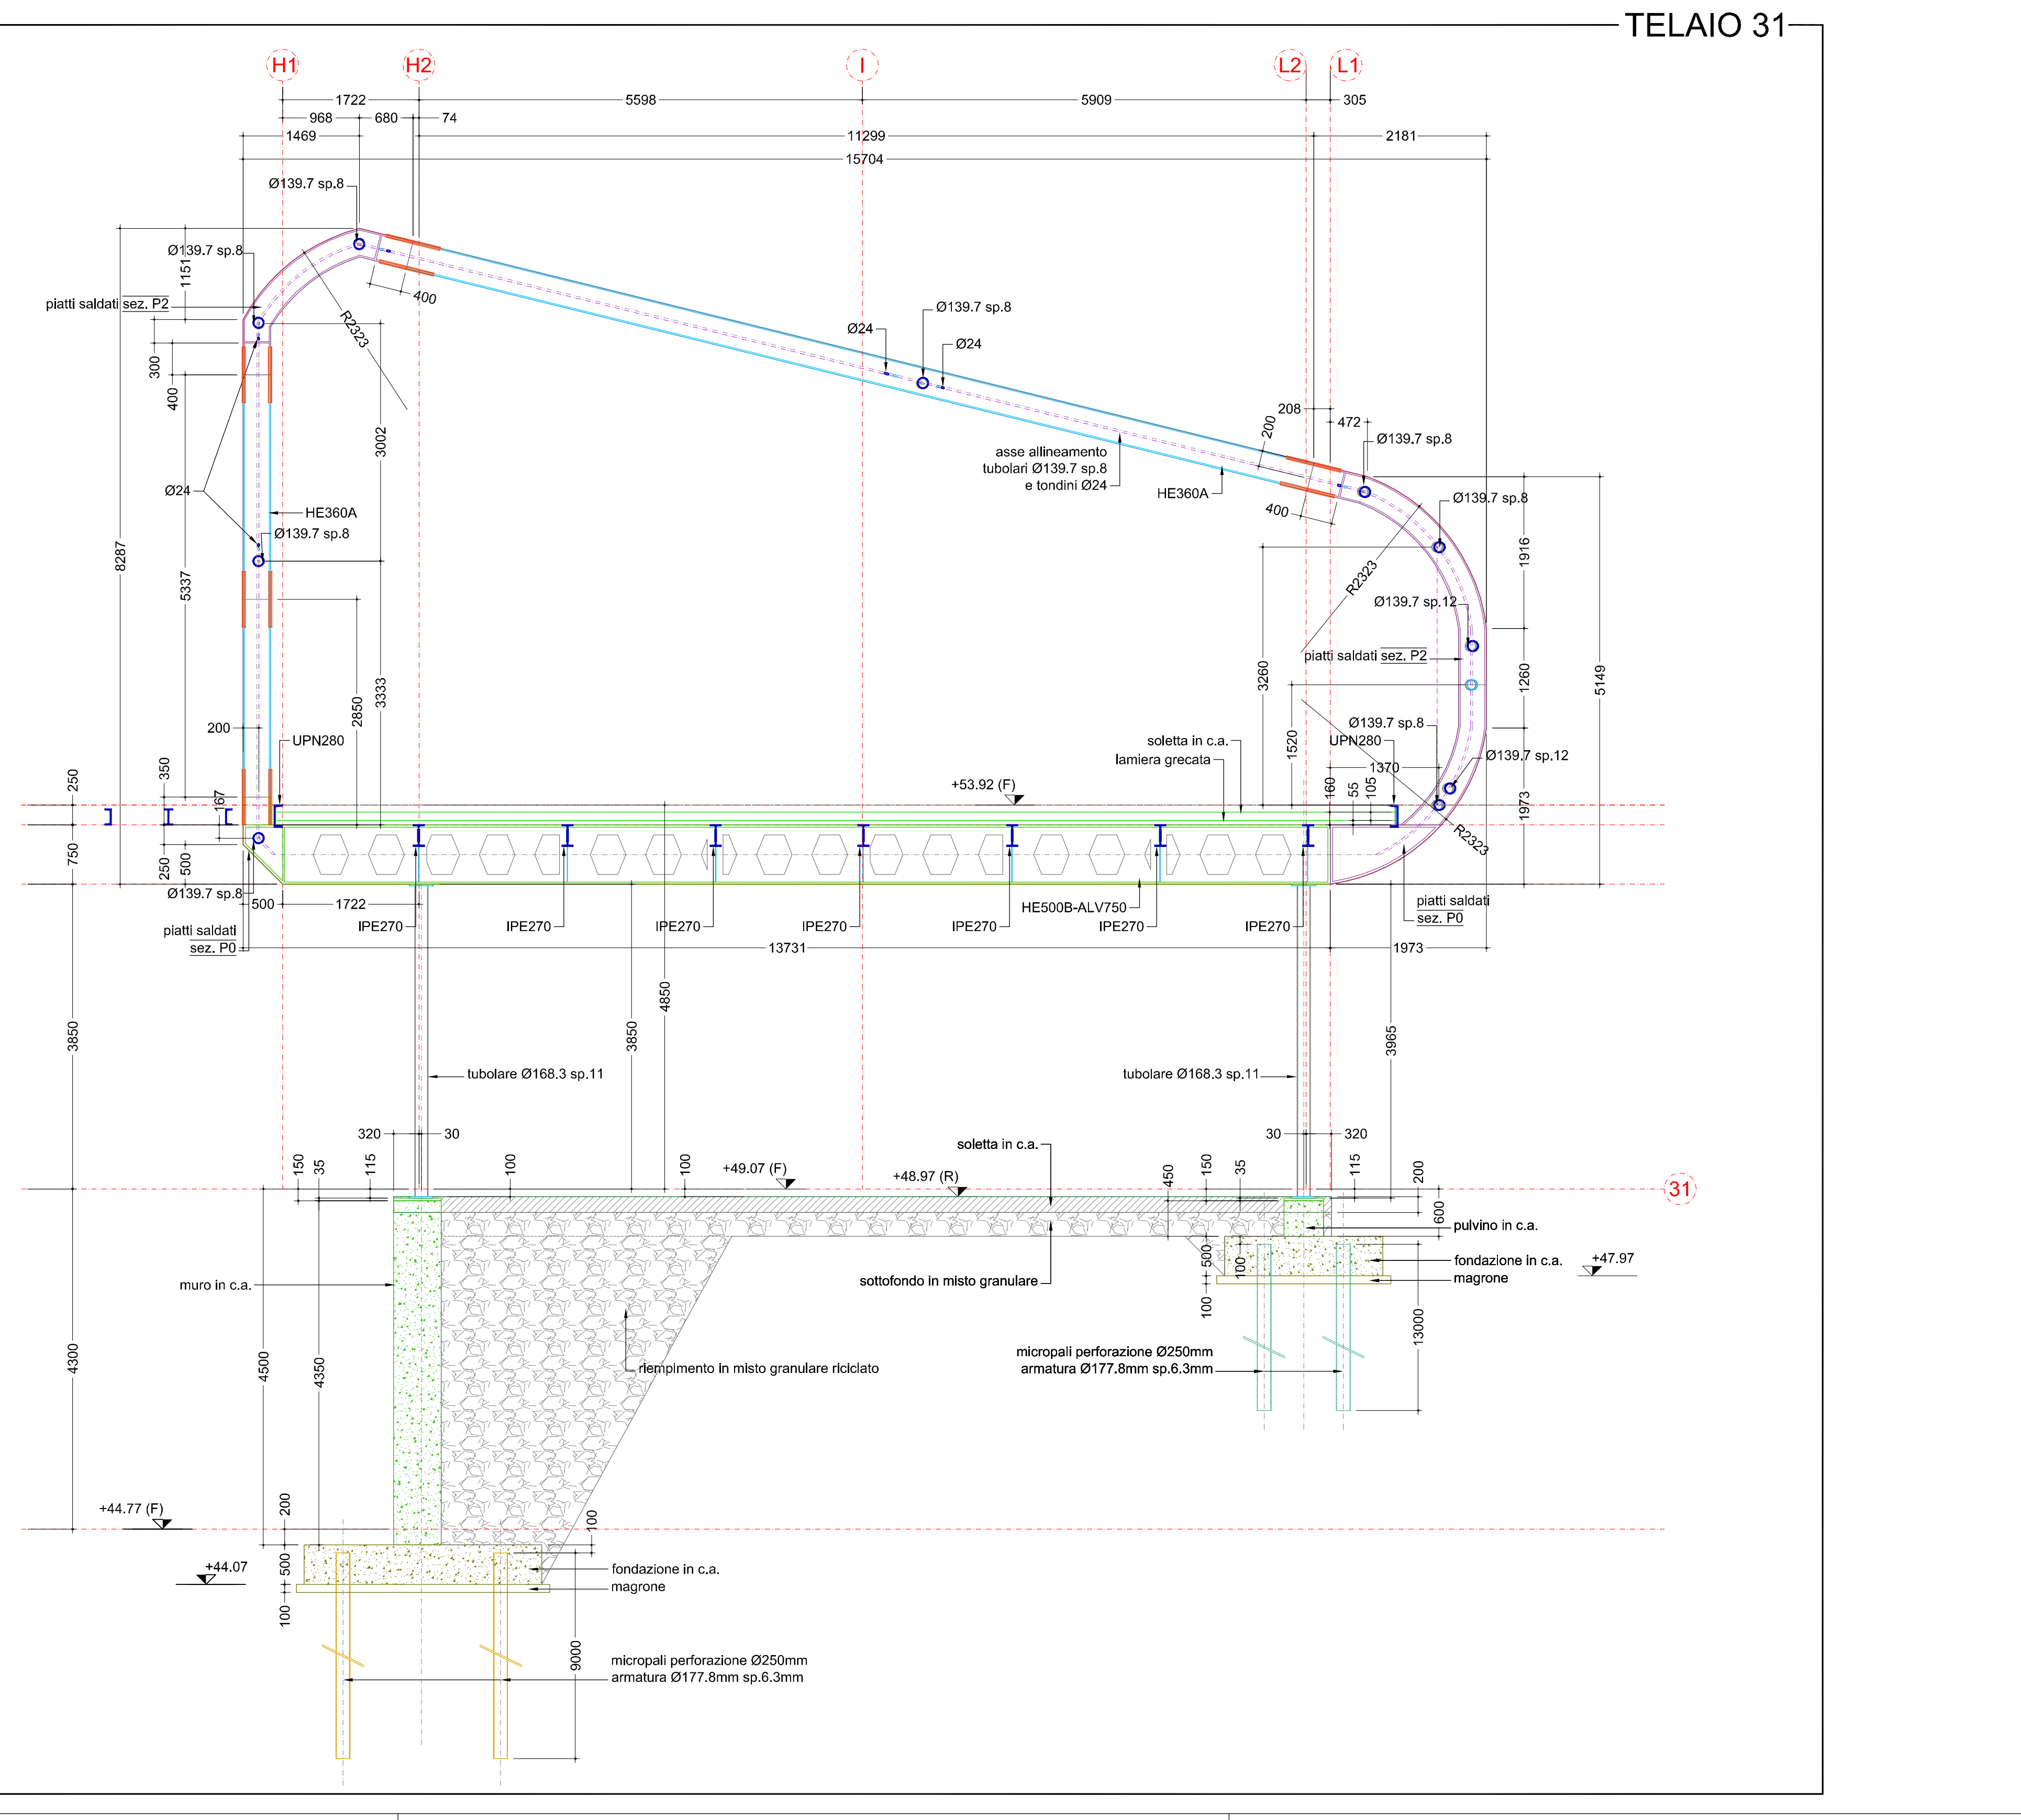 TELAIO 31
H1
H2
I
L2
L1
1722
5598
5909
305
968
680
74
1469
11299
2181
15704
Ø139.7 sp.8
Ø139.7 sp.8
1151
piatti saldati sez. P2
400
R2323
300
400
3002
Ø139.7 sp.8
Ø24
Ø24
208
472
200
Ø139.7 sp.8
asse allineamento
tubolari Ø139.7 sp.8
e tondini Ø24
HE360A
400
Ø139.7 sp.8
Ø24
HE360A
Ø139.7 sp.8
8287
5337
1916
R2323
Ø139.7 sp.12
piatti saldati sez. P2
3260
1260
5149
2850
3333
200
UPN280
Ø139.7 sp.8
soletta in c.a.
UPN280
1520
Ø139.7 sp.12
lamiera grecata
1370
250
350
167
+53.92 (F)
160
55
105
1973
R2323
750
250
500
Ø139.7 sp.8
500
1722
HE500B-ALV750
piatti saldati
sez. P0
IPE270
IPE270
IPE270
IPE270
IPE270
IPE270
IPE270
piatti saldati
sez. P0
13731
1973
4850
3850
3850
3965
tubolare Ø168.3 sp.11
tubolare Ø168.3 sp.11
320
30
30
320
soletta in c.a.
150
35
115
100
100
+49.07 (F)
+48.97 (R)
450
150
35
115
200
31
600
pulvino in c.a.
500
100
fondazione in c.a.
+47.97
magrone
muro in c.a.
sottofondo in misto granulare
100
13000
4300
4500
4350
riempimento in misto granulare riciclato
micropali perforazione Ø250mm
armatura Ø177.8mm sp.6.3mm
+44.77 (F)
200
100
+44.07
500
fondazione in c.a.
magrone
100
9000
micropali perforazione Ø250mm
armatura Ø177.8mm sp.6.3mm